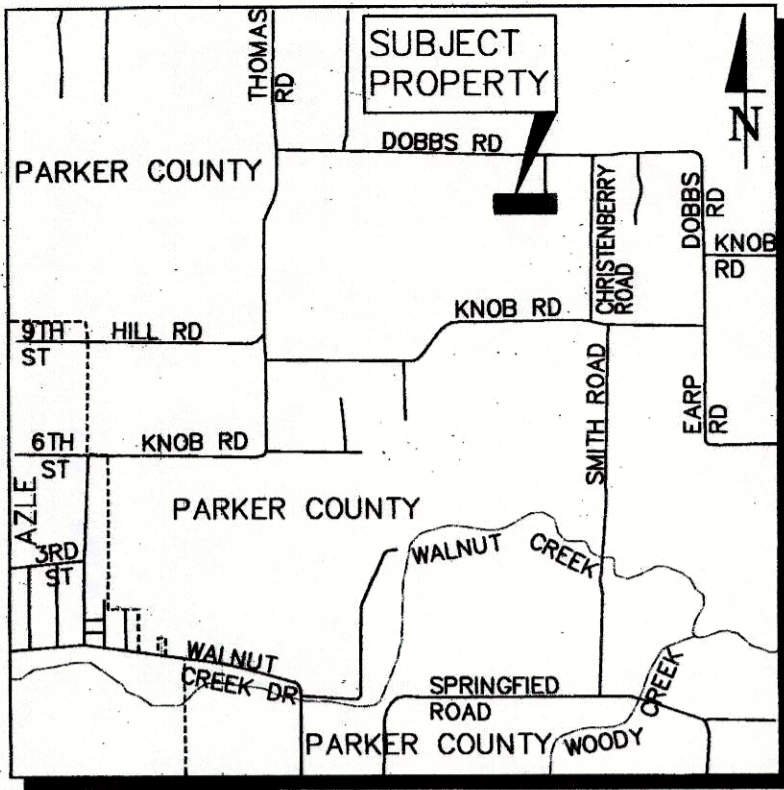 THOMAS
RD
SUBJECT
PROPERTY
N
DOBBS RD
PARKER COUNTY
CHRISTENBERRY
ROAD
DOBBS
RD
KNOB
RD
KNOB RD
9TH
ST
HILL RD
SMITH ROAD
EARP
RD
6TH
ST
KNOB RD
AZLE
PARKER COUNTY
3RD
ST
WALNUT
CREEK
WALNUT
CREEK DR
SPRINGFIED
ROAD
CREEK
WOODY
PARKER COUNTY